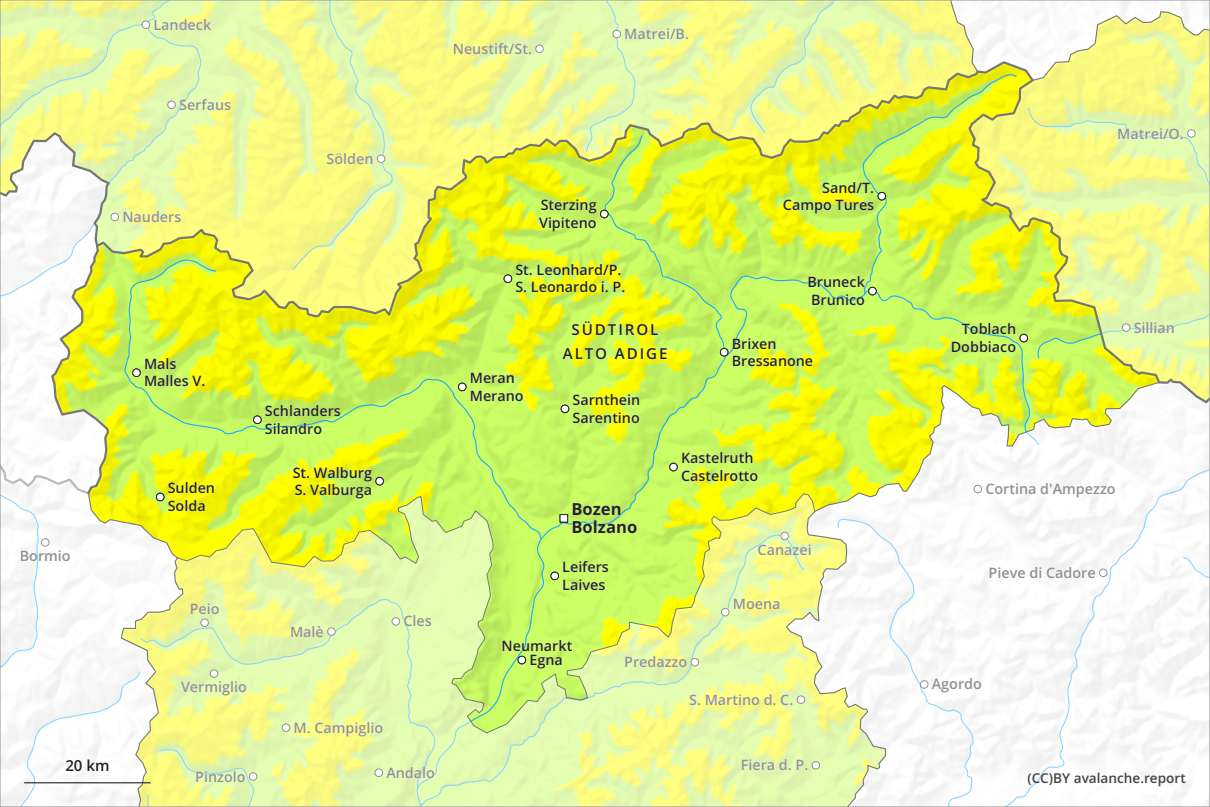 Landeck
Neustift/St.
Matrei/B.
Serfaus
Matrei/O.
Sölden
Sand/T.
Campo Tures
Nauders
Sterzing
Vipiteno
St. Leonhard/P.
S. Leonardo i. P.
Bruneck
Brunico
SÜDTIROL
ALTO ADIGE
Toblach
Dobbiaco
Sillian
Brixen
Bressanone
Mals
Malles V.
Meran
Merano
Sarnthein
Sarentino
Schlanders
Silandro
Kastelruth
Castelrotto
St. Walburg
S. Valburga
Sulden
Solda
Cortina d'Ampezzo
Bozen
Bolzano
Bormio
Canazei
Leifers
Laives
Pieve di Cadore
Peio
Moena
Malè
Cles
Neumarkt
Egna
Predazzo
Vermiglio
Agordo
S. Martino d. C.
M. Campiglio
20 km
Pinzolo
Andalo
Fiera d. P.
(CC)BY avalanche.report